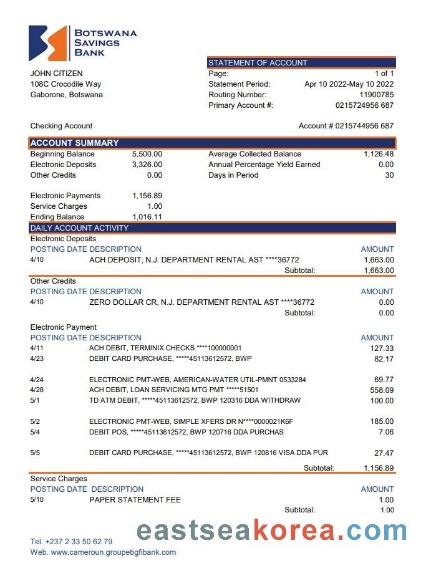 BOTSWANA
SAVINGS
BANK
STATEMENT OF ACCOUNT
JOHN CITIZEN
Page: 1 of 1
108C Crocodile Way
Statement Period: Apr 10 2022-May 10 2022
Gaborone, Botswana
Routing Number: 11900785
Primary Account #: 0215724956 687
Checking Account Account # 0215744956 687
ACCOUNT SUMMARY
Beginning Balance 5,500.00 Average Collected Balance 1,126.48
Electronic Deposits 3,326.00 Annual Percentage Yield Earned 0.00
Other Credits 0.00 Days in Period 30
Electronic Payments 1,156.89
Service Charges 1.00
Ending Balance 1,016.11
DAILY ACCOUNT ACTIVITY
Electronic Deposits
POSTING DATE DESCRIPTION AMOUNT
4/10 ACH DEPOSIT, N.J. DEPARTMENT RENTAL AST ****36772 1,663.00
Subtotal: 1,663.00
Other Credits
POSTING DATE DESCRIPTION AMOUNT
4/10 ZERO DOLLAR CR, N.J. DEPARTMENT RENTAL AST ****36772 0.00
Subtotal: 0.00
Electronic Payment
POSTING DATE DESCRIPTION AMOUNT
4/11 ACH DEBIT, TERMINIX CHECKS ****100000001 127.33
4/23 DEBIT CARD PURCHASE, *****45113612572, BWP 82.17
4/24 ELECTRONIC PMT-WEB, AMERICAN-WATER UTIL-PMNT 0533284 69.77
4/28 ACH DEBIT, LOAN SERVICING MTG PMT *****51501 558.09
5/1 TD ATM DEBIT, *****45113612572, BWP 120316 DDA WITHDRAW 100.00
5/2 ELECTRONIC PMT-WEB, SIMPLE XFERS DR N****0000021K6F 185.00
5/4 DEBIT POS, *****45113612572, BWP 120716 DDA PURCHAS 7.06
5/5 DEBIT CARD PURCHASE, *****45113612572, BWP 120816 VISA DDA PUR 27.47
Subtotal: 1,156.89
Service Charges
POSTING DATE DESCRIPTION AMOUNT
5/10 PAPER STATEMENT FEE 1.00
Subtotal: 1.00
eastseakorea.com
Tel. +237 2 33 50 62 79
Web. www.cameroun.groupebgfibank.com